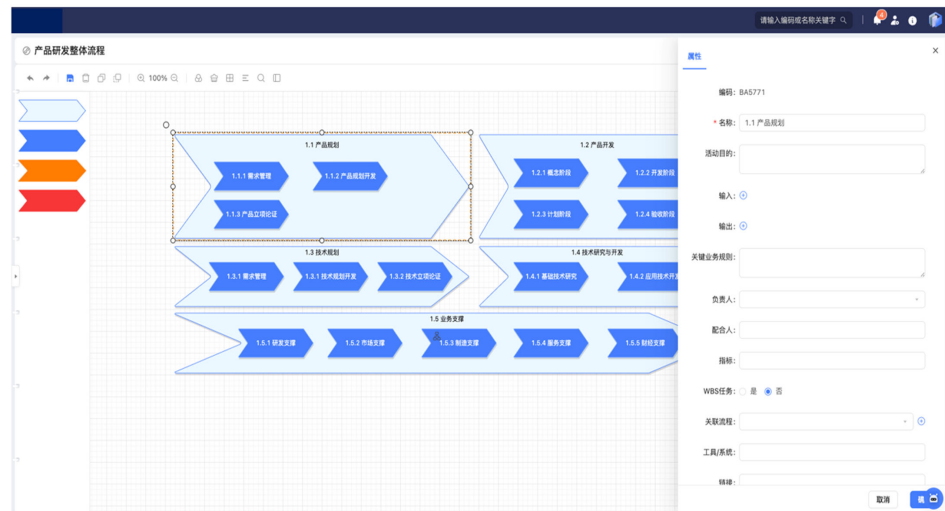 请输入编码或名称关键字
产品研发整体流程
100%
属性
编码: BA5771
* 名称: 1.1 产品规划
活动目的:
输入:
输出:
关键业务规则:
负责人:
配合人:
指标:
WBS任务: 是 否
关联流程:
工具/系统:
链接:
取消
1.1 产品规划
1.1.1 需求管理
1.1.2 产品规划开发
1.1.3 产品立项论证
1.2 产品开发
1.2.1 概念阶段
1.2.2 开发阶段
1.2.3 计划阶段
1.2.4 验收阶段
1.3 技术规划
1.3.1 需求管理
1.3.1 技术规划开发
1.3.2 技术立项论证
1.4 技术研究与开发
1.4.1 基础技术研究
1.4.2 应用技术开
1.5 业务支撑
1.5.1 研发支撑
1.5.2 市场支撑
1.5.3 制造支撑
1.5.4 服务支撑
1.5.5 财经支撑